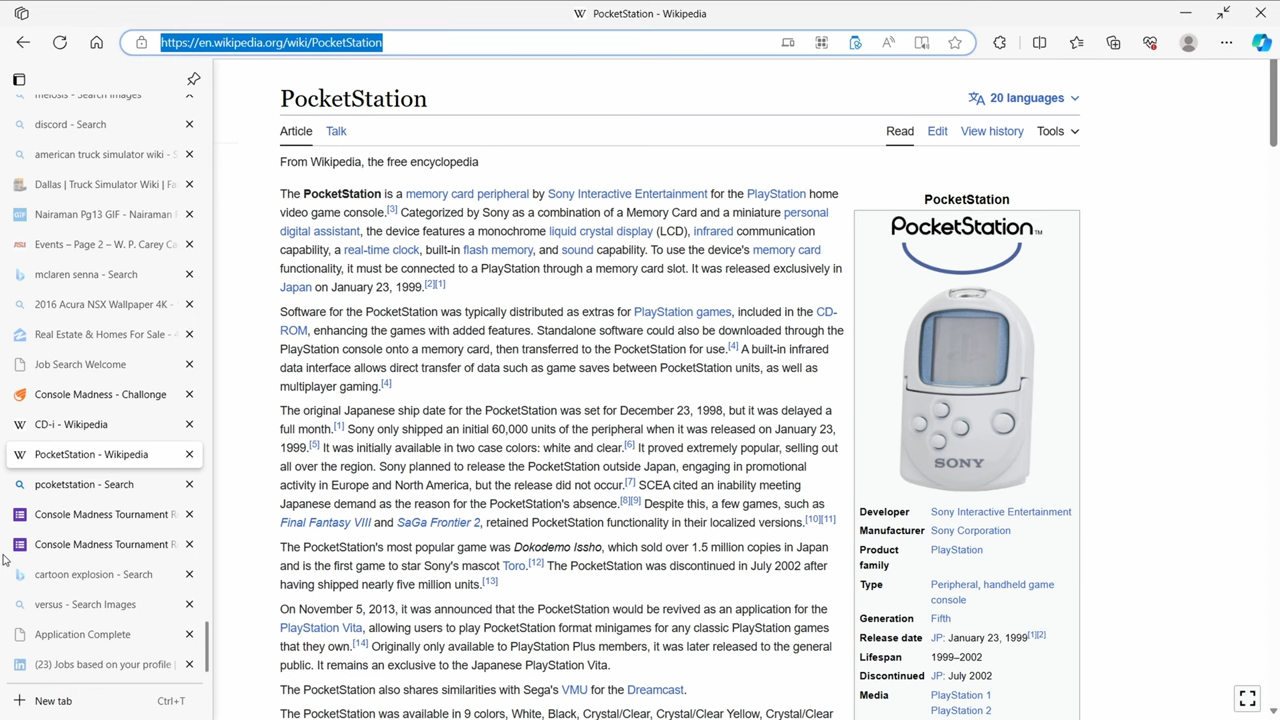 PocketStation - Wikipedia
https://en.wikipedia.org/wiki/PocketStation
meiosis - Search Images
discord - Search
american truck simulator wiki - S
Dallas | Truck Simulator Wiki | Fa
Nairaman Pg13 GIF - Nairaman
Events – Page 2 – W. P. Carey Ca
mclaren senna - Search
2016 Acura NSX Wallpaper 4K -
Real Estate & Homes For Sale - 4
Job Search Welcome
Console Madness - Challonge
CD-i - Wikipedia
PocketStation - Wikipedia
pcoketstation - Search
Console Madness Tournament R
Console Madness Tournament R
cartoon explosion - Search
versus - Search Images
Application Complete
(23) Jobs based on your profile |
New tab Ctrl+T
PocketStation
20 languages
Article Talk
Read Edit View history Tools
From Wikipedia, the free encyclopedia
The PocketStation is a memory card peripheral by Sony Interactive Entertainment for the PlayStation home
video game console.[3] Categorized by Sony as a combination of a Memory Card and a miniature personal
digital assistant, the device features a monochrome liquid crystal display (LCD), infrared communication
capability, a real-time clock, built-in flash memory, and sound capability. To use the device's memory card
functionality, it must be connected to a PlayStation through a memory card slot. It was released exclusively in
Japan on January 23, 1999.[2][1]
Software for the PocketStation was typically distributed as extras for PlayStation games, included in the CD-
ROM, enhancing the games with added features. Standalone software could also be downloaded through the
PlayStation console onto a memory card, then transferred to the PocketStation for use.[4] A built-in infrared
data interface allows direct transfer of data such as game saves between PocketStation units, as well as
multiplayer gaming.[4]
The original Japanese ship date for the PocketStation was set for December 23, 1998, but it was delayed a
full month.[1] Sony only shipped an initial 60,000 units of the peripheral when it was released on January 23,
1999.[5] It was initially available in two case colors: white and clear.[6] It proved extremely popular, selling out
all over the region. Sony planned to release the PocketStation outside Japan, engaging in promotional
activity in Europe and North America, but the release did not occur.[7] SCEA cited an inability meeting
Japanese demand as the reason for the PocketStation's absence.[8][9] Despite this, a few games, such as
Final Fantasy VIII and SaGa Frontier 2, retained PocketStation functionality in their localized versions.[10][11]
The PocketStation's most popular game was Dokodemo Issho, which sold over 1.5 million copies in Japan
and is the first game to star Sony's mascot Toro.[12] The PocketStation was discontinued in July 2002 after
having shipped nearly five million units.[13]
On November 5, 2013, it was announced that the PocketStation would be revived as an application for the
PlayStation Vita, allowing users to play PocketStation format minigames for any classic PlayStation games
that they own.[14] Originally only available to PlayStation Plus members, it was later released to the general
public. It remains an exclusive to the Japanese PlayStation Vita.
The PocketStation also shares similarities with Sega's VMU for the Dreamcast.
The PocketStation was available in 9 colors, White, Black, Crystal/Clear, Crystal/Clear Yellow, Crystal/Clear
PocketStation
PocketStation™
SONY
Developer Sony Interactive Entertainment
Manufacturer Sony Corporation
Product family PlayStation
Type Peripheral, handheld game
console
Generation Fifth
Release date JP: January 23, 1999[1][2]
Lifespan 1999–2002
Discontinued JP: July 2002
Media PlayStation 1
PlayStation 2